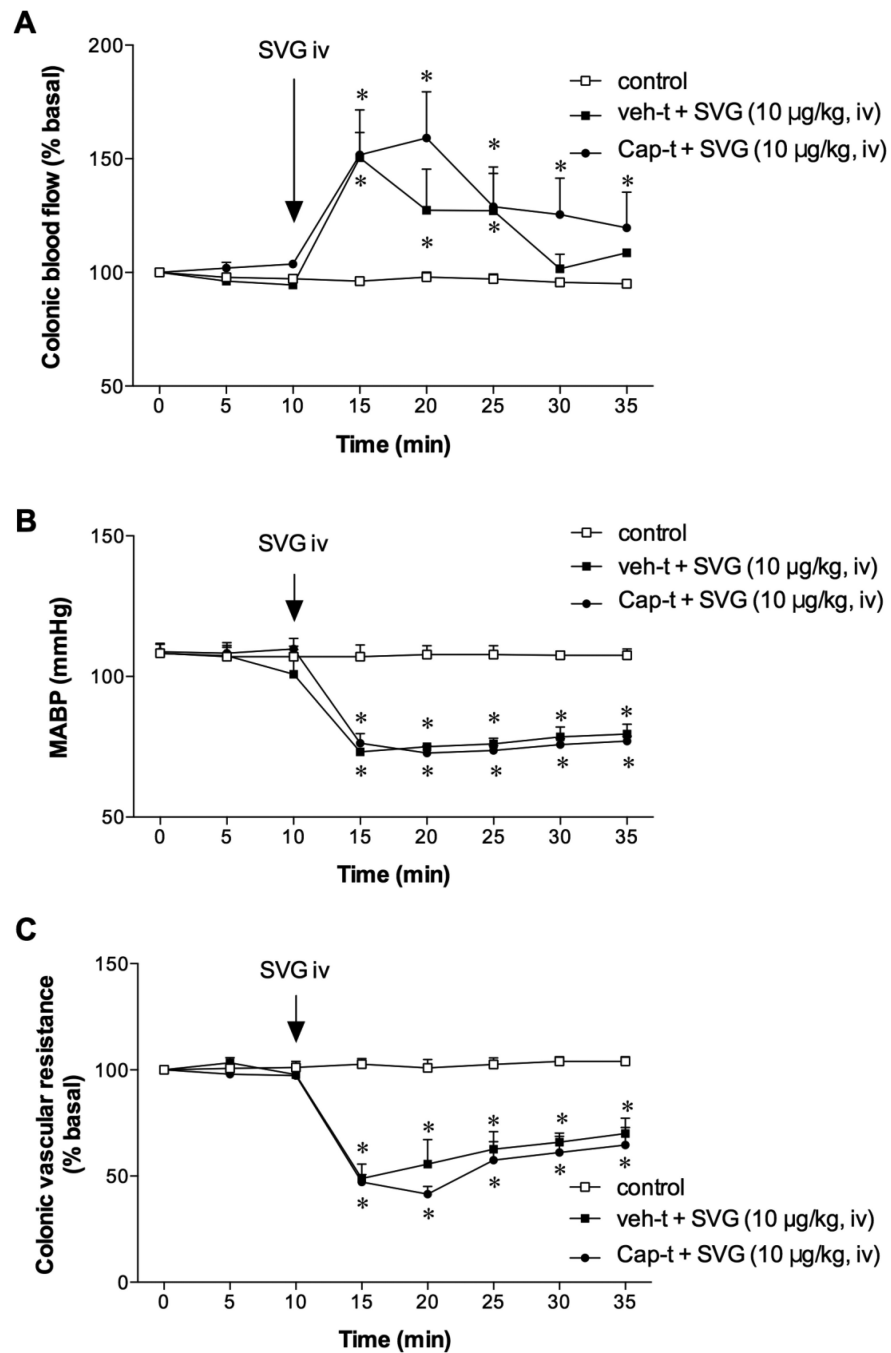 A
SVG iv
200
150
100
50
Colonic blood flow (% basal)
control
veh-t + SVG (10 µg/kg, iv)
Cap-t + SVG (10 µg/kg, iv)
* * * * *
* * *
0 5 10 15 20 25 30 35
Time (min)
B
SVG iv
150
100
50
MABP (mmHg)
control
veh-t + SVG (10 µg/kg, iv)
Cap-t + SVG (10 µg/kg, iv)
* * * * *
* * * * *
0 5 10 15 20 25 30 35
Time (min)
C
SVG iv
150
100
50
0
Colonic vascular resistance
(% basal)
* * * * *
* * * * *
control
veh-t + SVG (10 µg/kg, iv)
Cap-t + SVG (10 µg/kg, iv)
0 5 10 15 20 25 30 35
Time (min)